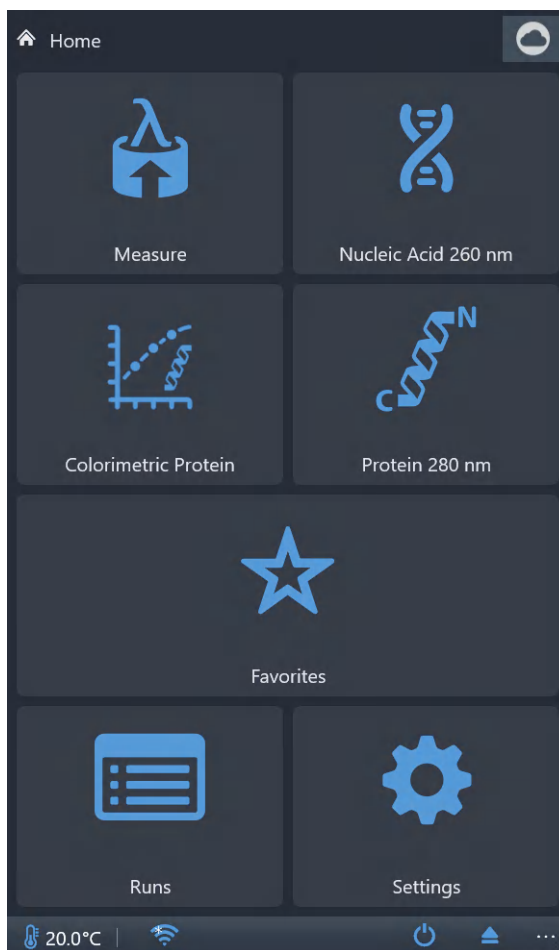 Home
λ
Measure
Nucleic Acid 260 nm
Colorimetric Protein
N
C
Protein 280 nm
Favorites
Runs
Settings
20.0°C
...